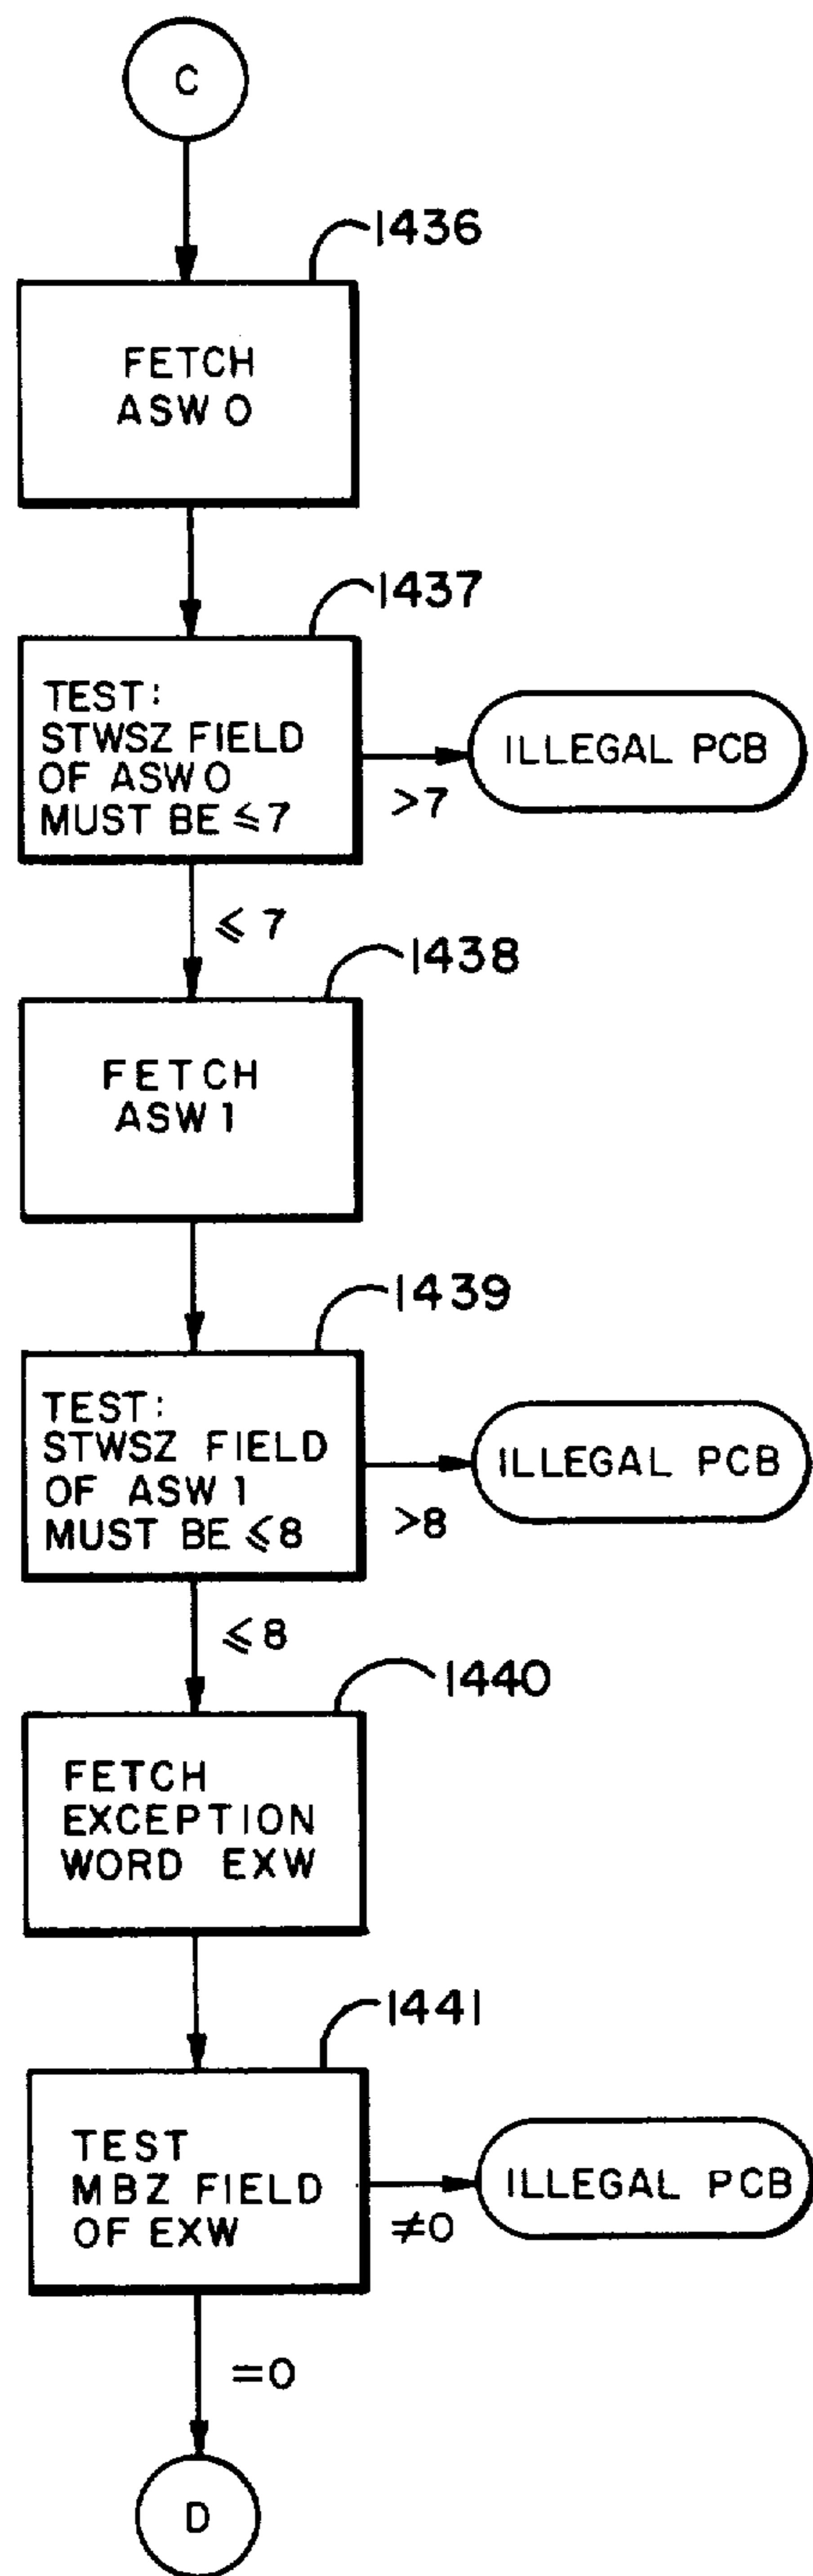 C
1436
FETCH
ASW 0
1437
TEST:
STWSZ FIELD
OF ASW 0
MUST BE ⩽7
>7
ILLEGAL PCB
⩽ 7
1438
FETCH
ASW 1
1439
TEST:
STWSZ FIELD
OF ASW 1
MUST BE ⩽8
>8
ILLEGAL PCB
⩽8
1440
FETCH
EXCEPTION
WORD EXW
1441
TEST
MBZ FIELD
OF EXW
≠0
ILLEGAL PCB
=0
D